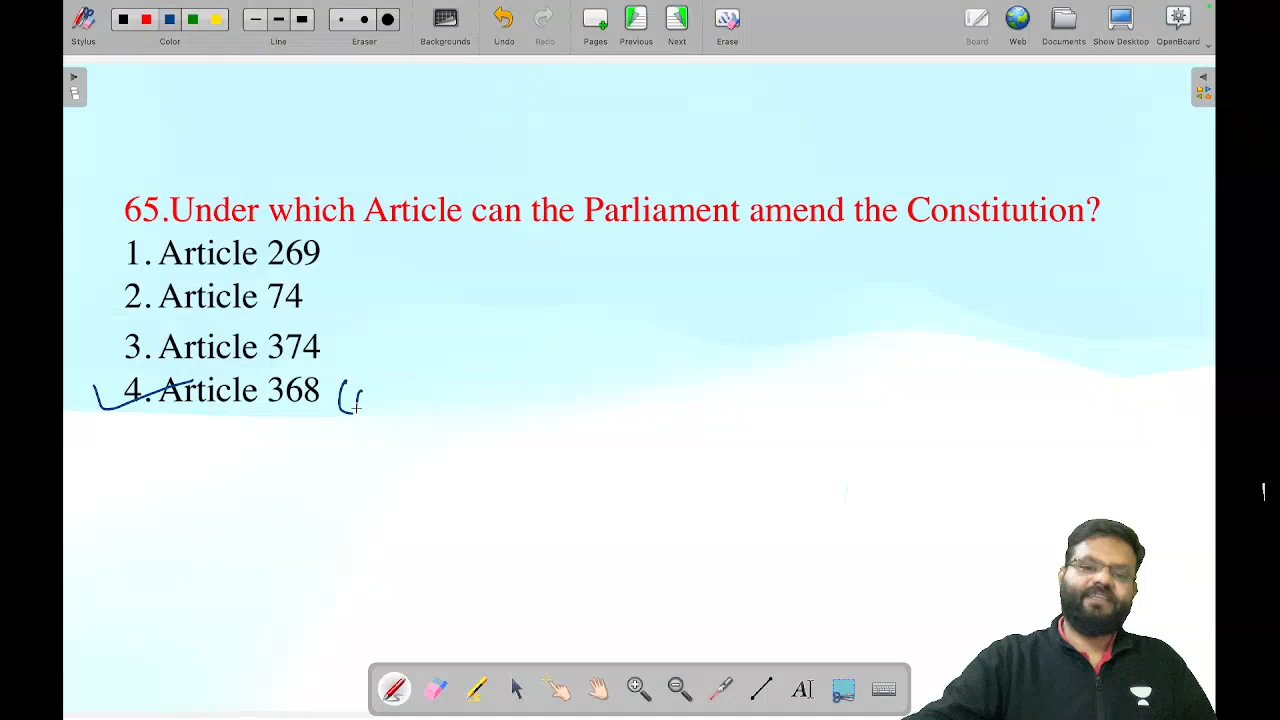 Stylus
Color
Line
Eraser
Backgrounds
Undo
Redo
Pages
Previous
Next
Erase
Board
Web
Documents
Show Desktop
OpenBoard
65.Under which Article can the Parliament amend the Constitution?
1. Article 269
2. Article 74
3. Article 374
4. Article 368